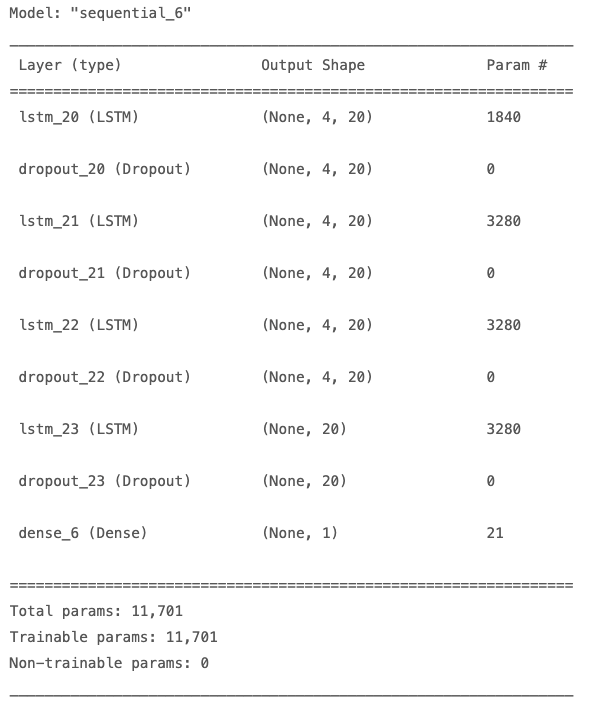 Model: "sequential_6"
_________________________________________________________________
Layer (type) Output Shape Param #
=================================================================
lstm_20 (LSTM) (None, 4, 20) 1840
dropout_20 (Dropout) (None, 4, 20) 0
lstm_21 (LSTM) (None, 4, 20) 3280
dropout_21 (Dropout) (None, 4, 20) 0
lstm_22 (LSTM) (None, 4, 20) 3280
dropout_22 (Dropout) (None, 4, 20) 0
lstm_23 (LSTM) (None, 20) 3280
dropout_23 (Dropout) (None, 20) 0
dense_6 (Dense) (None, 1) 21
=================================================================
Total params: 11,701
Trainable params: 11,701
Non-trainable params: 0
_________________________________________________________________